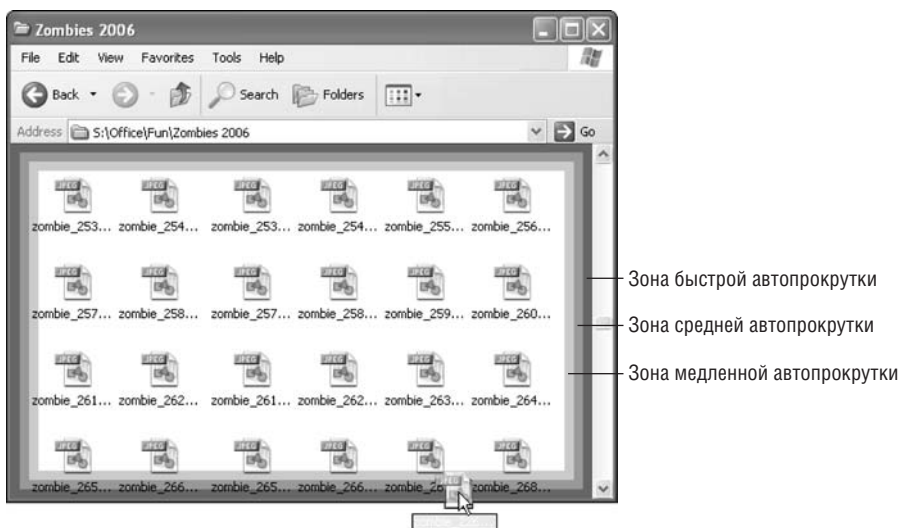 Zombies 2006
File Edit View Favorites Tools Help
Back Search Folders
Address S:\Office\Fun\Zombies 2006 Go
JPEG JPEG JPEG JPEG JPEG JPEG
zombie_253... zombie_254... zombie_253... zombie_254... zombie_255... zombie_256...
Зона быстрой автопрокрутки
JPEG JPEG JPEG JPEG JPEG JPEG
zombie_257... zombie_258... zombie_257... zombie_258... zombie_259... zombie_260...
Зона средней автопрокрутки
JPEG JPEG JPEG JPEG JPEG JPEG
Зона медленной автопрокрутки
zombie_261... zombie_262... zombie_261... zombie_262... zombie_263... zombie_264...
JPEG JPEG JPEG JPEG JPEG JPEG
JPEG
zombie_265... zombie_266... zombie_265... zombie_266... zombie_268...